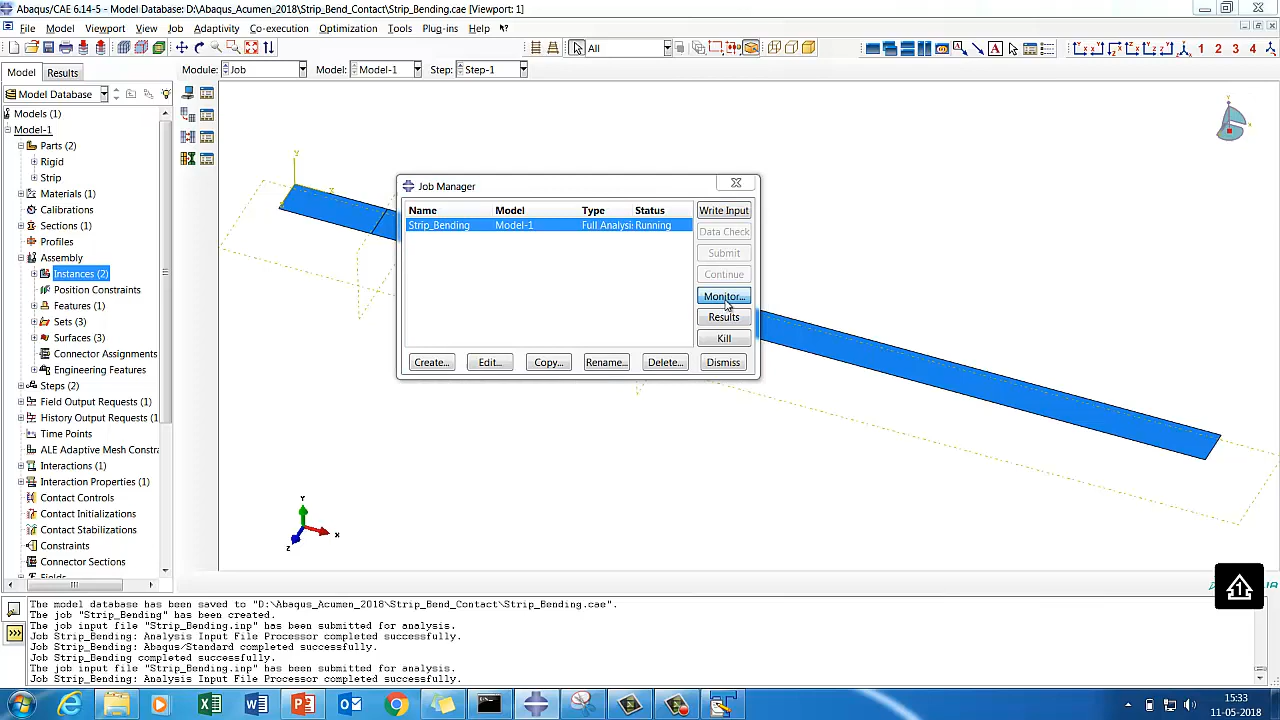 Abaqus/CAE 6.14-5 - Model Database: D:\Abaqus_Acumen_2018\Strip_Bend_Contact\Strip_Bending.cae [Viewport: 1]
File Model Viewport View Job Adaptivity Co-execution Optimization Tools Plug-ins Help
All
1 2 3 4
Model Results Module: Job Model: Model-1 Step: Step-1
Model Database
Models (1)
Model-1
Parts (2)
Rigid
Strip
Materials (1)
Calibrations
Sections (1)
Profiles
Assembly
Instances (2)
Position Constraints
Features (1)
Sets (3)
Surfaces (3)
Connector Assignments
Engineering Features
Steps (2)
Field Output Requests (1)
History Output Requests (1
Time Points
ALE Adaptive Mesh Constra
Interactions (1)
Interaction Properties (1)
Contact Controls
Contact Initializations
Contact Stabilizations
Constraints
Connector Sections
Fields
Job Manager
Name Model Type Status
Strip_Bending Model-1 Full Analysi: Running
Write Input
Data Check
Submit
Continue
Monitor...
Results
Kill
Create... Edit... Copy... Rename... Delete... Dismiss
Y
X
Y
X
Z
1
The model database has been saved to "D:\Abaqus_Acumen_2018\Strip_Bend_Contact\Strip_Bending.cae".
The job "Strip_Bending" has been created.
The job input file "Strip_Bending.inp" has been submitted for analysis.
Job Strip_Bending: Analysis Input File Processor completed successfully.
Job Strip_Bending: Abaqus/Standard completed successfully.
Job Strip_Bending completed successfully.
The job input file "Strip_Bending.inp" has been submitted for analysis.
Job Strip_Bending: Analysis Input File Processor completed successfully.
15:33
11-05-2018